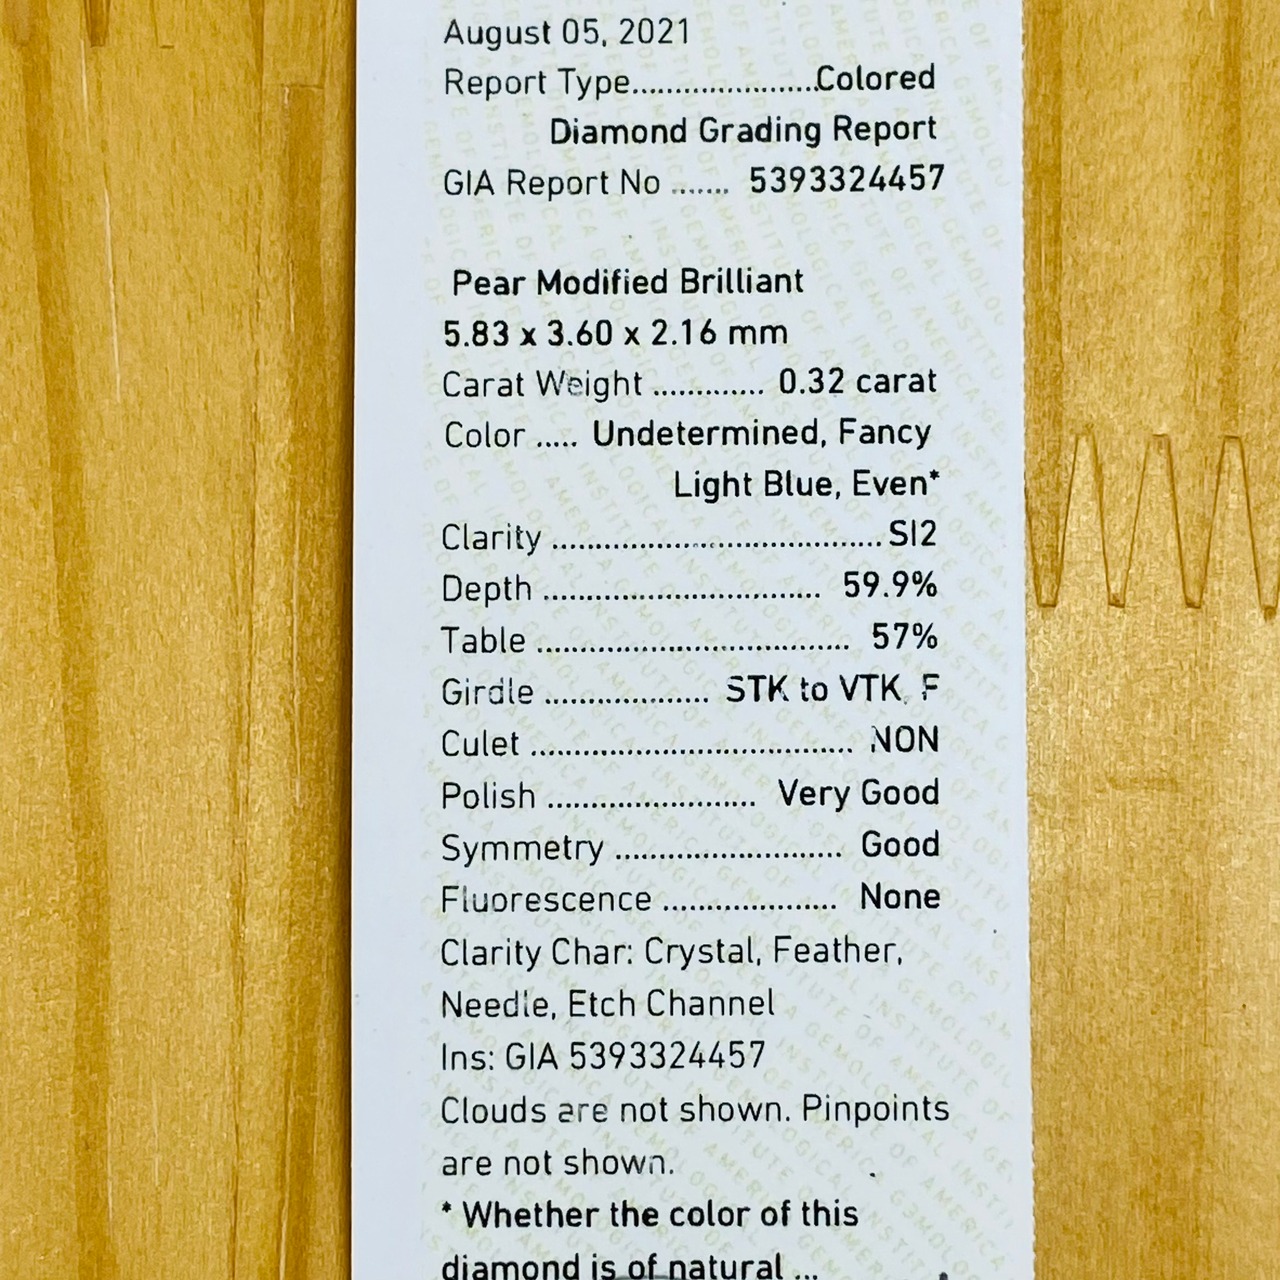 August 05, 2021
Report Type......................Colored
Diamond Grading Report
GIA Report No ....... 5393324457
Pear Modified Brilliant
5.83 x 3.60 x 2.16 mm
Carat Weight ............. 0.32 carat
Color ..... Undetermined, Fancy
Light Blue, Even*
Clarity ....................................... SI2
Depth ................................. 59.9%
Table ..................................... 57%
Girdle ................... STK to VTK, F
Culet ...................................... NON
Polish ......................... Very Good
Symmetry ........................... Good
Fluorescence .................... None
Clarity Char: Crystal, Feather,
Needle, Etch Channel
Ins: GIA 5393324457
Clouds are not shown. Pinpoints
are not shown.
* Whether the color of this
diamond is of natural ...